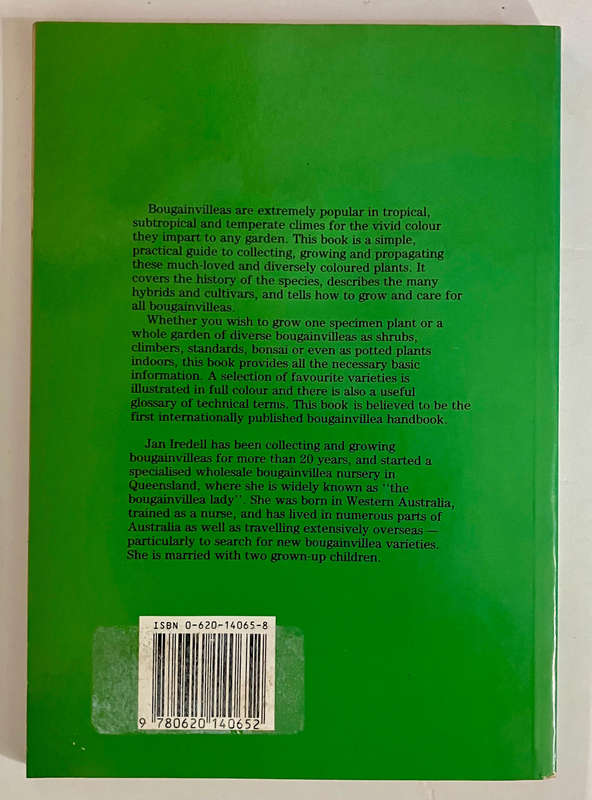 Bougainvilleas are extremely popular in tropical,
subtropical and temperate climes for the vivid colour
they impart to any garden. This book is a simple,
practical guide to collecting, growing and propagating
these much-loved and diversely coloured plants. It
covers the history of the species, describes the many
hybrids and cultivars, and tells how to grow and care for
all bougainvilleas.
Whether you wish to grow one specimen plant or a
whole garden of diverse bougainvilleas as shrubs,
climbers, standards, bonsai or even as potted plants
indoors, this book provides all the necessary basic
information. A selection of favourite varieties is
illustrated in full colour and there is also a useful
glossary of technical terms. This book is believed to be the
first internationally published bougainvillea handbook.
Jan Iredell has been collecting and growing
bougainvilleas for more than 20 years, and started a
specialised wholesale bougainvillea nursery in
Queensland, where she is widely known as "the
bougainvillea lady". She was born in Western Australia,
trained as a nurse, and has lived in numerous parts of
Australia as well as travelling extensively overseas —
particularly to search for new bougainvillea varieties.
She is married with two grown-up children.
ISBN 0-620-14065-8
9 780620 140652